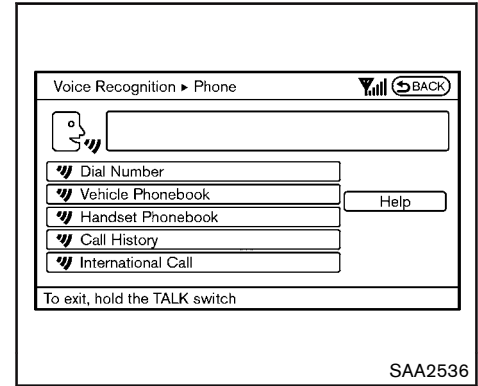 Voice Recognition ▸ Phone
BACK
Dial Number
Vehicle Phonebook
Handset Phonebook
Call History
International Call
Help
To exit, hold the TALK switch
SAA2536